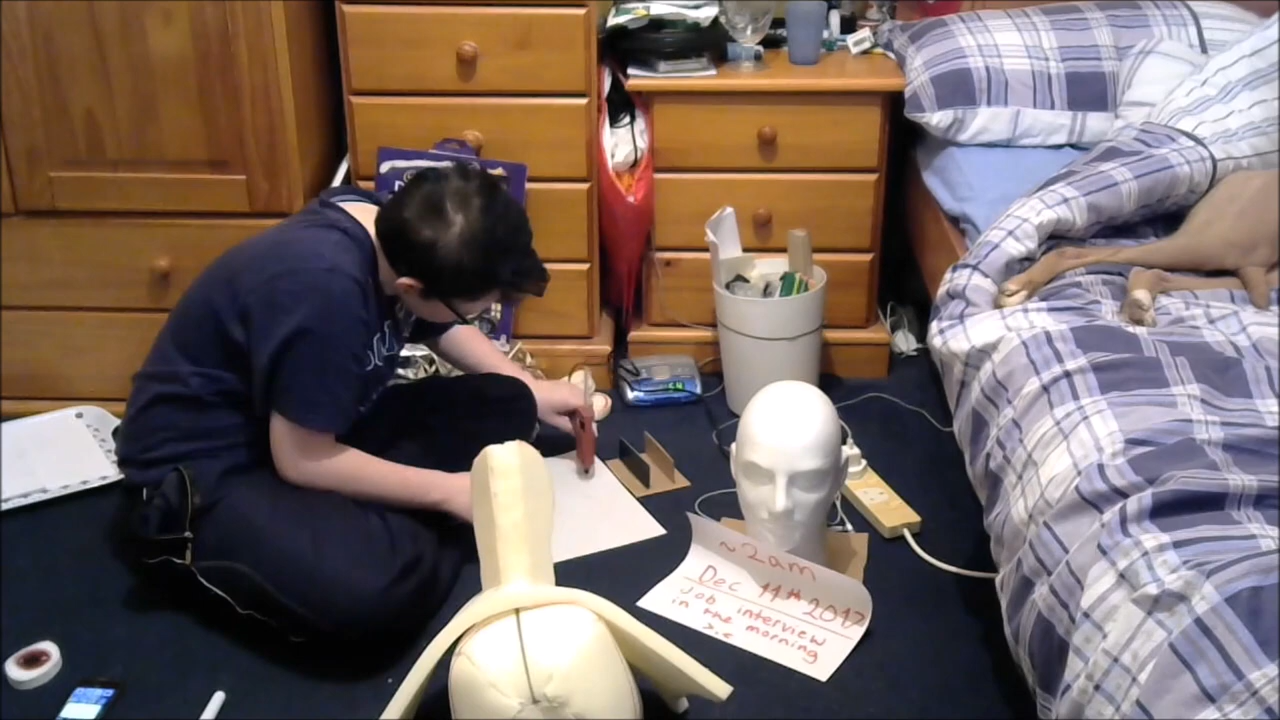 ~2am
Dec 11th 2017
job interview
in the morning
>.<